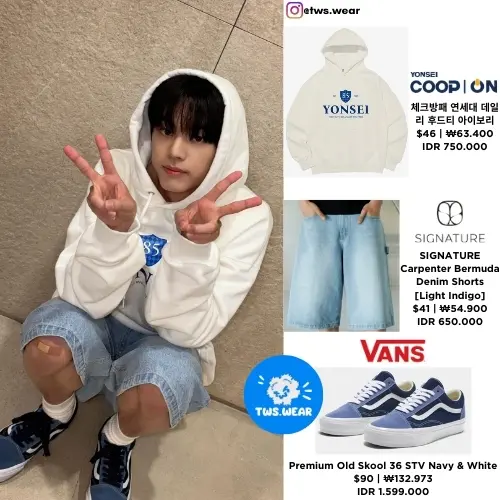 @tws.wear
YONSEI
COOP | ON
체크방패 연세대 데일
리 후드티 아이보리
$46 | ₩63.400
IDR 750.000
85
YONSEI
85
SIGNATURE
SIGNATURE
Carpenter Bermuda
Denim Shorts
[Light Indigo]
$41 | ₩54.900
IDR 650.000
TWS.WEAR
VANS
Premium Old Skool 36 STV Navy & White
$90 | ₩132.973
IDR 1.599.000